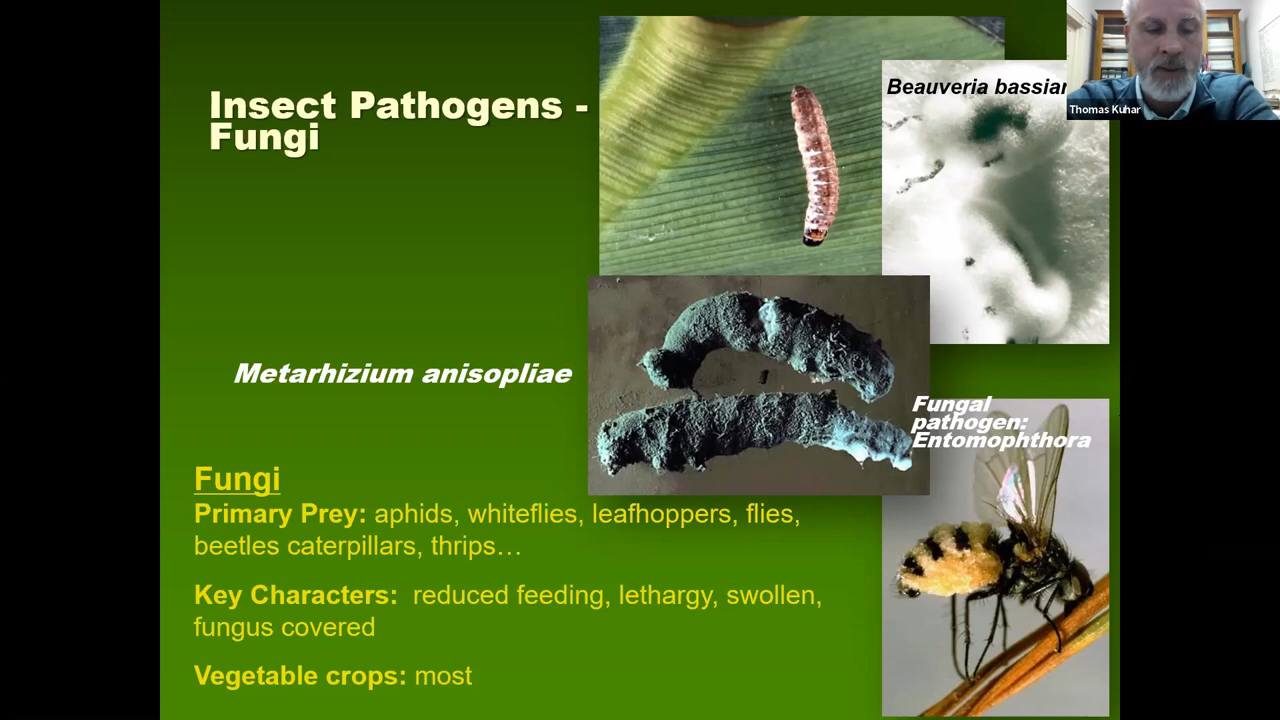 Insect Pathogens -
Fungi
Beauveria bassian
Thomas Kuhar
Metarhizium anisopliae
Fungal
pathogen:
Entomophthora
Fungi
Primary Prey: aphids, whiteflies, leafhoppers, flies,
beetles caterpillars, thrips…
Key Characters: reduced feeding, lethargy, swollen,
fungus covered
Vegetable crops: most